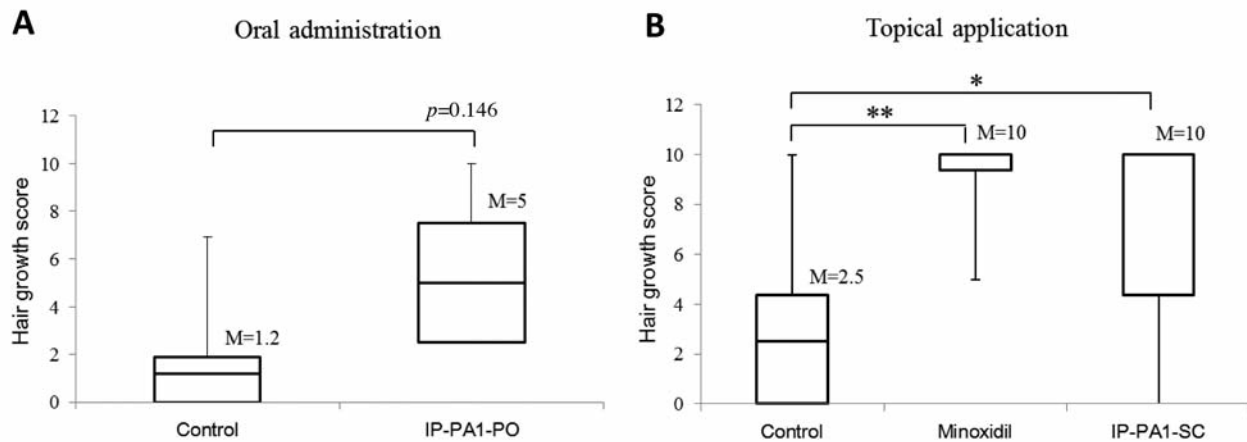 A
Oral administration
Hair growth score
12
10
8
6
4
2
0
p=0.146
M=1.2
M=5
Control
IP-PA1-PO
B
Topical application
Hair growth score
12
10
8
6
4
2
0
*
**
M=2.5
M=10
M=10
Control
Minoxidil
IP-PA1-SC